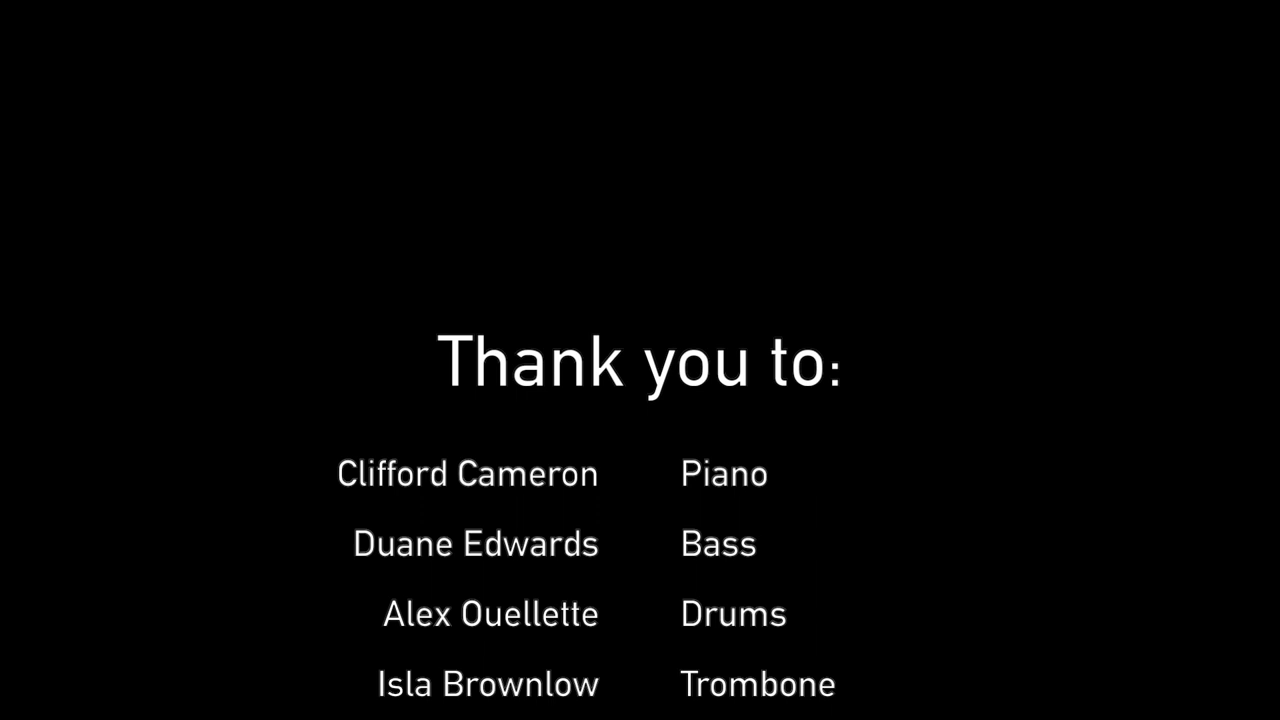 Thank you to:
Clifford Cameron Piano
Duane Edwards Bass
Alex Ouellette Drums
Isla Brownlow Trombone